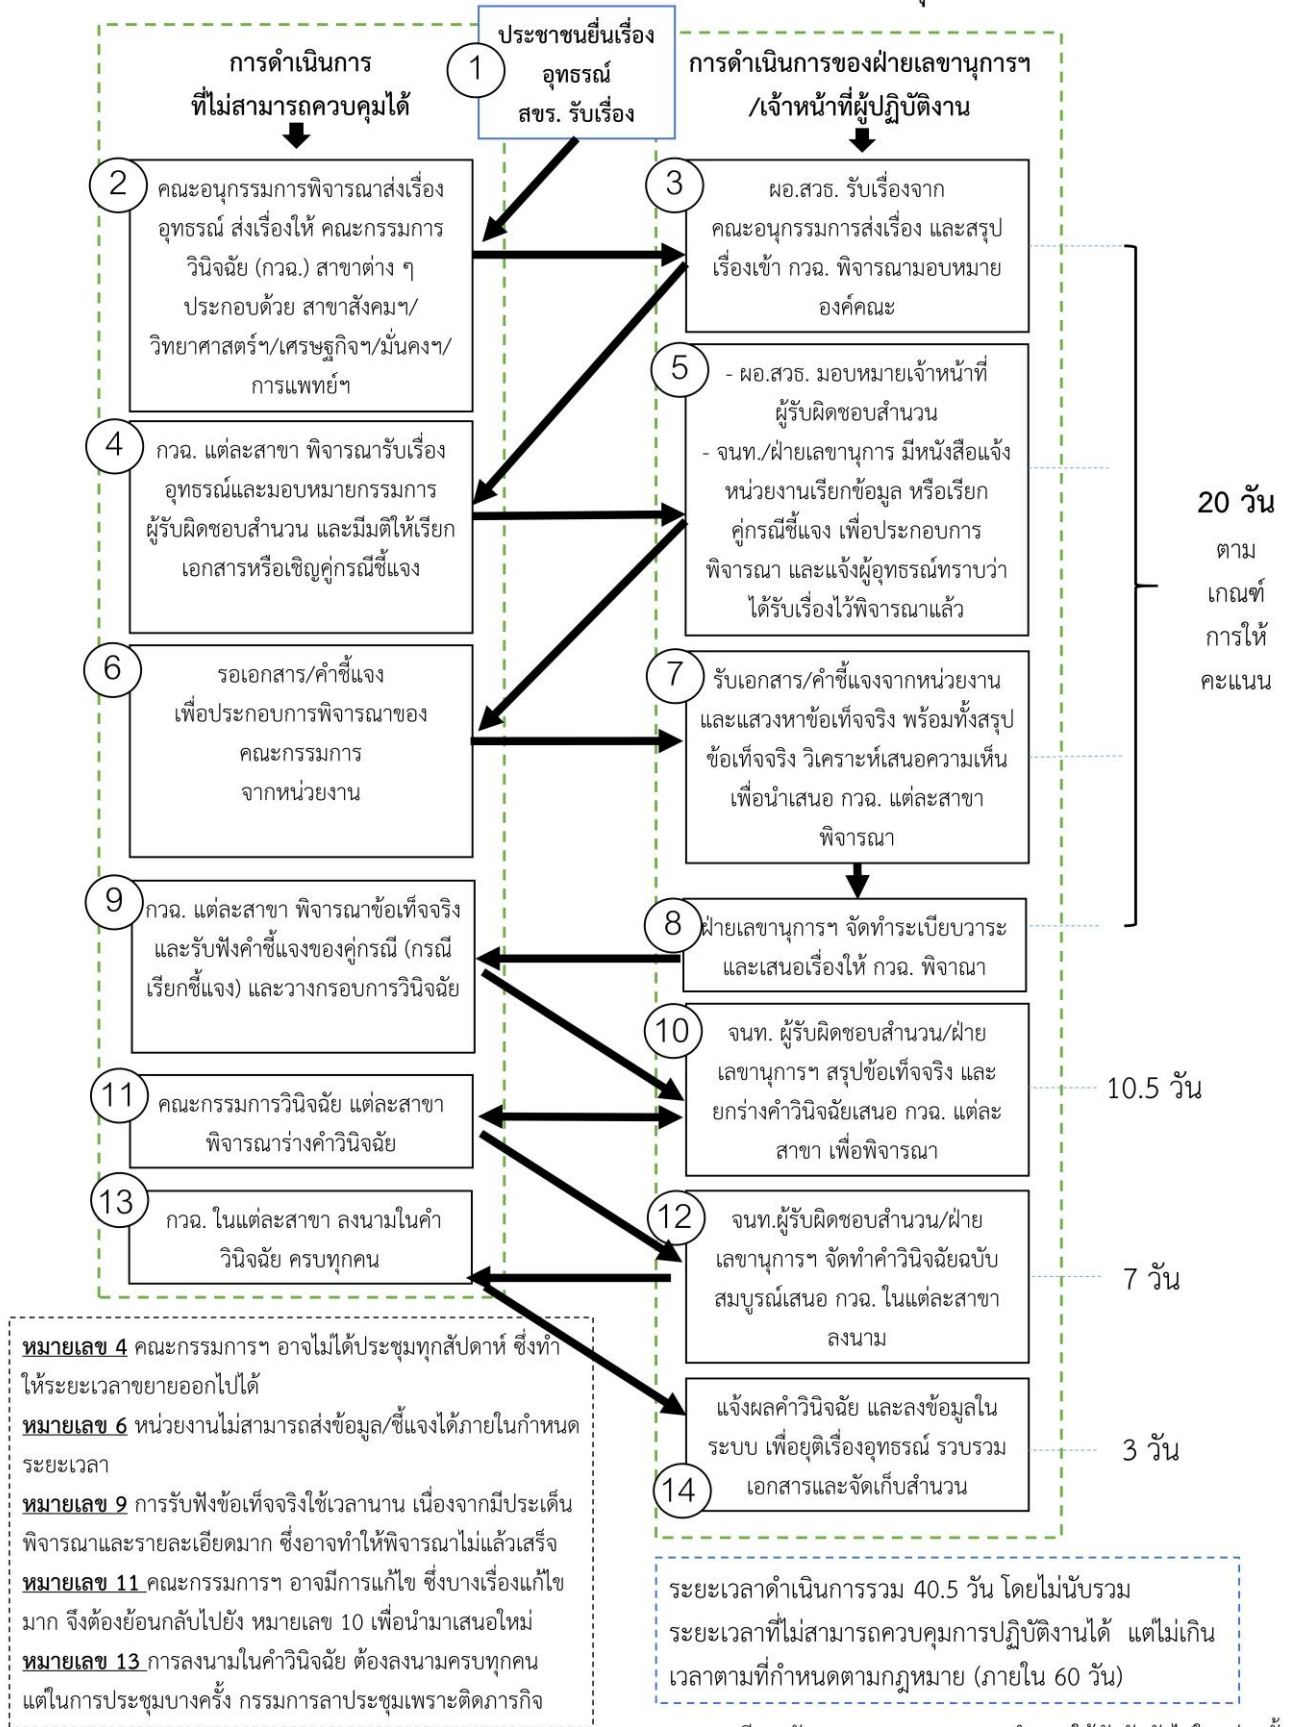 ประชาชนยื่นเรื่อง
อุทธรณ์
สขร. รับเรื่อง
1
การดำเนินการ
ที่ไม่สามารถควบคุมได้
การดำเนินการของฝ่ายเลขานุการฯ
/เจ้าหน้าที่ผู้ปฏิบัติงาน
2
คณะอนุกรรมการพิจารณาส่งเรื่อง
อุทธรณ์ ส่งเรื่องให้ คณะกรรมการ
วินิจฉัย (กวฉ.) สาขาต่าง ๆ
ประกอบด้วย สาขาสังคมฯ/
วิทยาศาสตร์ฯ/เศรษฐกิจฯ/มั่นคงฯ/
การแพทย์ฯ
3
ผอ.สวธ. รับเรื่องจาก
คณะอนุกรรมการส่งเรื่อง และสรุป
เรื่องเข้า กวฉ. พิจารณามอบหมาย
องค์คณะ
4
กวฉ. แต่ละสาขา พิจารณารับเรื่อง
อุทธรณ์และมอบหมายกรรมการ
ผู้รับผิดชอบสำนวน และมีมติให้เรียก
เอกสารหรือเชิญคู่กรณีชี้แจง
5
- ผอ.สวธ. มอบหมายเจ้าหน้าที่
ผู้รับผิดชอบสำนวน
- จนท./ฝ่ายเลขานุการ มีหนังสือแจ้ง
หน่วยงานเรียกข้อมูล หรือเรียก
คู่กรณีชี้แจง เพื่อประกอบการ
พิจารณา และแจ้งผู้อุทธรณ์ทราบว่า
ได้รับเรื่องไว้พิจารณาแล้ว
6
รอเอกสาร/คำชี้แจง
เพื่อประกอบการพิจารณาของ
คณะกรรมการ
จากหน่วยงาน
7
รับเอกสาร/คำชี้แจงจากหน่วยงาน
และแสวงหาข้อเท็จจริง พร้อมทั้งสรุป
ข้อเท็จจริง วิเคราะห์เสนอความเห็น
เพื่อนำเสนอ กวฉ. แต่ละสาขา
พิจารณา
20 วัน
ตาม
เกณฑ์
การให้
คะแนน
8
ฝ่ายเลขานุการฯ จัดทำระเบียบวาระ
และเสนอเรื่องให้ กวฉ. พิจาณา
9
กวฉ. แต่ละสาขา พิจารณาข้อเท็จจริง
และรับฟังคำชี้แจงของคู่กรณี (กรณี
เรียกชี้แจง) และวางกรอบการวินิจฉัย
10
จนท. ผู้รับผิดชอบสำนวน/ฝ่าย
เลขานุการฯ สรุปข้อเท็จจริง และ
ยกร่างคำวินิจฉัยเสนอ กวฉ. แต่ละ
สาขา เพื่อพิจารณา
10.5 วัน
11
คณะกรรมการวินิจฉัย แต่ละสาขา
พิจารณาร่างคำวินิจฉัย
12
จนท.ผู้รับผิดชอบสำนวน/ฝ่าย
เลขานุการฯ จัดทำคำวินิจฉัยฉบับ
สมบูรณ์เสนอ กวฉ. ในแต่ละสาขา
ลงนาม
7 วัน
13
กวฉ. ในแต่ละสาขา ลงนามในคำ
วินิจฉัย ครบทุกคน
14
แจ้งผลคำวินิจฉัย และลงข้อมูลใน
ระบบ เพื่อยุติเรื่องอุทธรณ์ รวบรวม
เอกสารและจัดเก็บสำนวน
3 วัน
หมายเลข 4 คณะกรรมการฯ อาจไม่ได้ประชุมทุกสัปดาห์ ซึ่งทำ
ให้ระยะเวลาขยายออกไปได้
หมายเลข 6 หน่วยงานไม่สามารถส่งข้อมูล/ชี้แจงได้ภายในกำหนด
ระยะเวลา
หมายเลข 9 การรับฟังข้อเท็จจริงใช้เวลานาน เนื่องจากมีประเด็น
พิจารณาและรายละเอียดมาก ซึ่งอาจทำให้พิจารณาไม่แล้วเสร็จ
หมายเลข 11 คณะกรรมการฯ อาจมีการแก้ไข ซึ่งบางเรื่องแก้ไข
มาก จึงต้องย้อนกลับไปยัง หมายเลข 10 เพื่อนำมาเสนอใหม่
หมายเลข 13 การลงนามในคำวินิจฉัย ต้องลงนามครบทุกคน
แต่ในการประชุมบางครั้ง กรรมการลาประชุมเพราะติดภารกิจ
ระยะเวลาดำเนินการรวม 40.5 วัน โดยไม่นับรวม
ระยะเวลาที่ไม่สามารถควบคุมการปฏิบัติงานได้ แต่ไม่เกิน
เวลาตามที่กำหนดตามกฎหมาย (ภายใน 60 วัน)